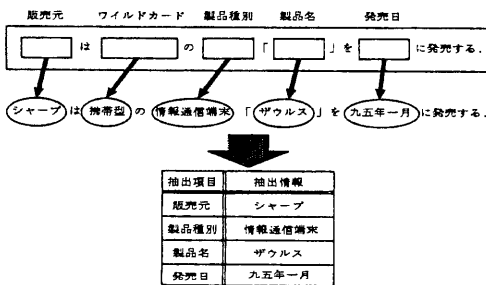 販売元 ワイルドカード 製品種別 製品名 発売日
は の 「 」を に発売する.
シャープ は 携帯型 の 情報通信端末 「ザウルス」を 九五年一月 に発売する.
抽出項目 抽出情報
販売元 シャープ
製品種別 情報通信端末
製品名 ザウルス
発売日 九五年一月